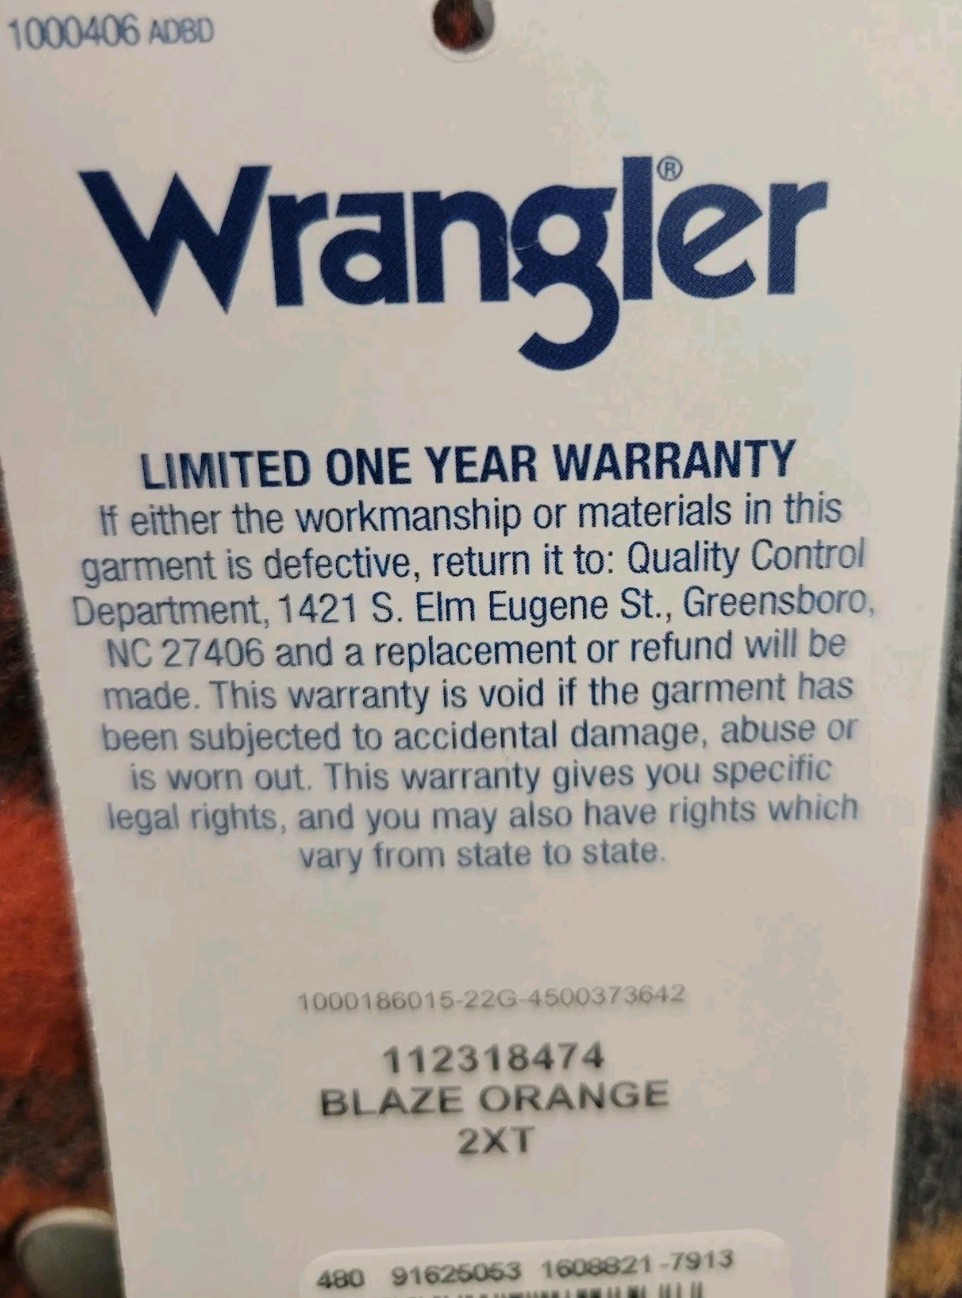 1000406 ADBD
Wrangler®
LIMITED ONE YEAR WARRANTY
If either the workmanship or materials in this
garment is defective, return it to: Quality Control
Department, 1421 S. Elm Eugene St., Greensboro,
NC 27406 and a replacement or refund will be
made. This warranty is void if the garment has
been subjected to accidental damage, abuse or
is worn out. This warranty gives you specific
legal rights, and you may also have rights which
vary from state to state.
1000186015-22G-4500373642
112318474
BLAZE ORANGE
2XT
480 91625053 1608821-7913